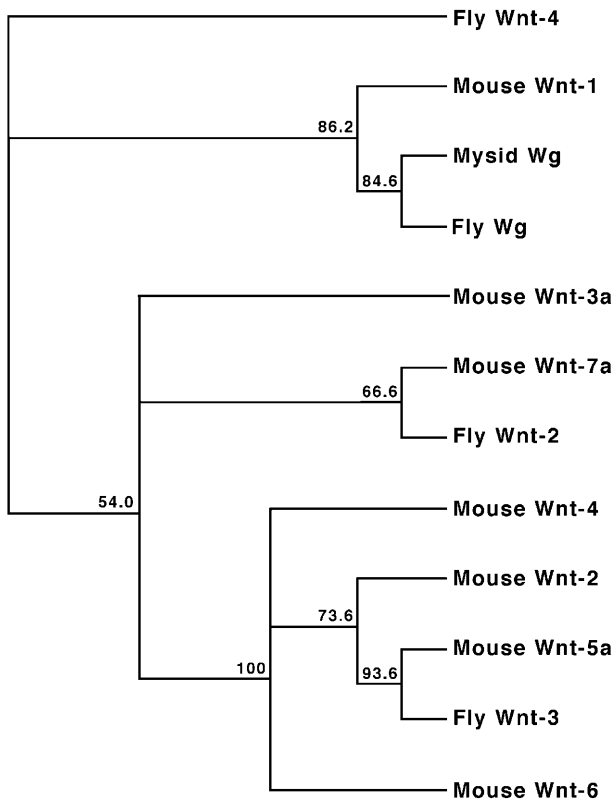 Fly Wnt-4
Mouse Wnt-1
86.2
Mysid Wg
84.6
Fly Wg
Mouse Wnt-3a
Mouse Wnt-7a
66.6
Fly Wnt-2
54.0
Mouse Wnt-4
Mouse Wnt-2
73.6
Mouse Wnt-5a
100
93.6
Fly Wnt-3
Mouse Wnt-6